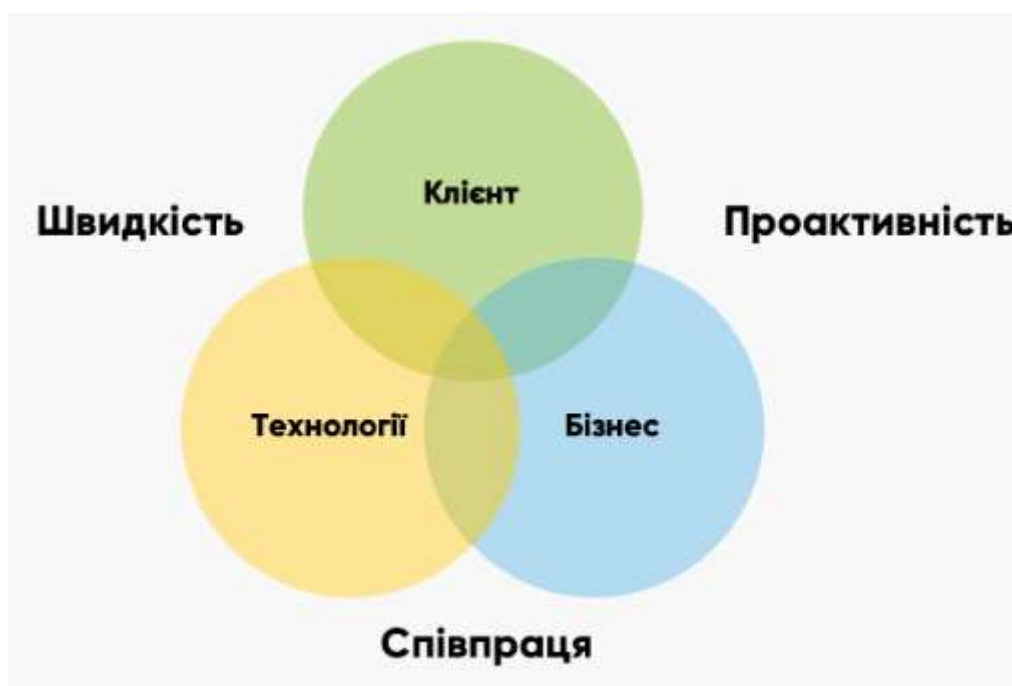 Клієнт
Швидкість
Проактивність
Технології
Бізнес
Співпраця